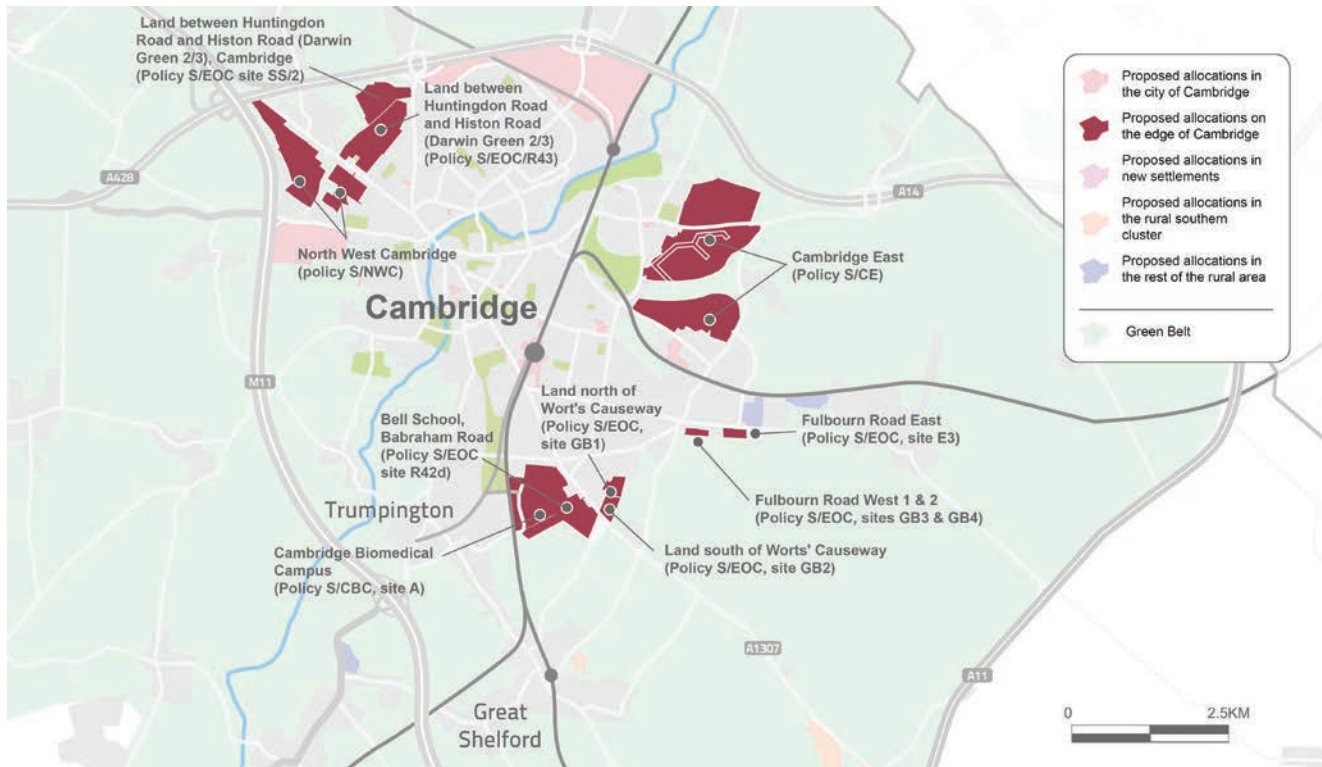 Land between Huntingdon
Road and Histon Road (Darwin
Green 2/3), Cambridge
(Policy S/EOC site SS/2)
Land between
Huntingdon Road
and Histon Road
(Darwin Green 2/3)
(Policy S/EOC/R43)
A428
A14
North West Cambridge
(policy S/NWC)
Cambridge East
(Policy S/CE)
Cambridge
M11
Land north of
Wort's Causeway
(Policy S/EOC,
site GB1)
Bell School,
Babraham Road
(Policy S/EOC
site R42d)
Fulbourn Road East
(Policy S/EOC, site E3)
Fulbourn Road West 1 & 2
(Policy S/EOC, sites GB3 & GB4)
Trumpington
Cambridge Biomedical
Campus
(Policy S/CBC, site A)
Land south of Worts' Causeway
(Policy S/EOC, site GB2)
A1307
A11
Great
Shelford
Proposed allocations in
the city of Cambridge
Proposed allocations on
the edge of Cambridge
Proposed allocations in
new settlements
Proposed allocations in
the rural southern
cluster
Proposed allocations in
the rest of the rural area
Green Belt
0 2.5KM